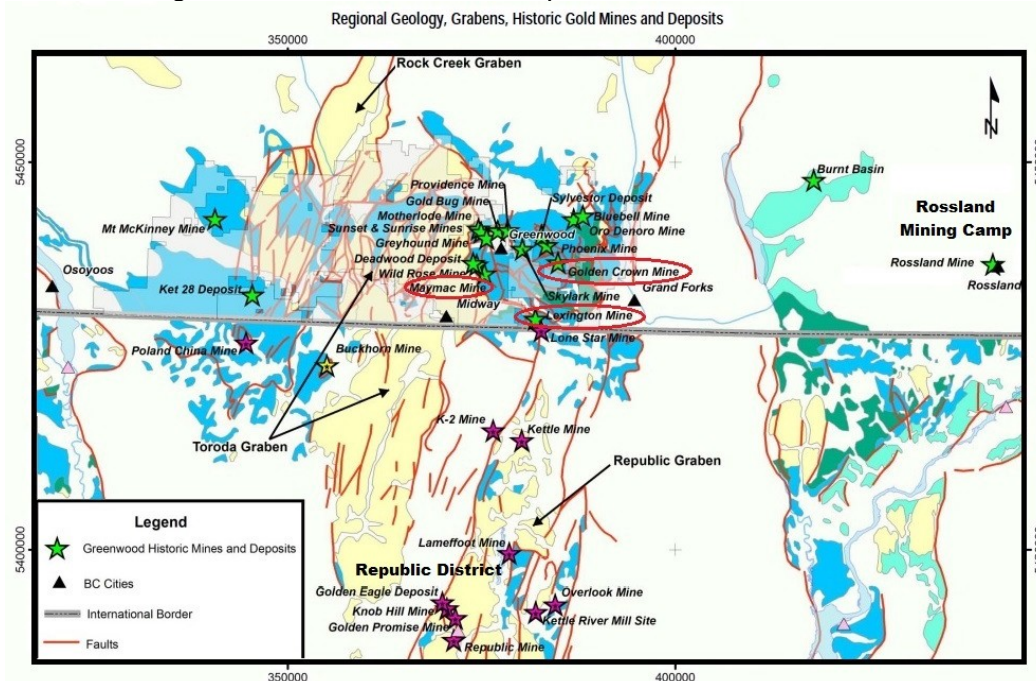 Regional Geology, Grabens, Historic Gold Mines and Deposits
350000
400000
Rock Creek Graben
5450000
Burnt Basin
Providence Mine
Sylvestor Deposit
Gold Bug Mine
Motherlode Mine
Bluebell Mine
Rossland
Mining Camp
Mt McKinney Mine
Sunset & Sunrise Mines
Greenwood
Oro Denoro Mine
Greyhound Mine
Phoenix Mine
Deadwood Deposit
Golden Crown Mine
Rossland Mine
Osoyoos
Wild Rose Mine
Ket 28 Deposit
Maymac Mine
Skylark Mine
Grand Forks
Rossland
Midway
Lexington Mine
Lone Star Mine
Poland China Mine
Buckhorn Mine
K-2 Mine
Kettle Mine
Toroda Graben
Republic Graben
Legend
Greenwood Historic Mines and Deposits
BC Cities
International Border
Faults
5400000
Lameffoot Mine
Republic District
Golden Eagle Deposit
Overlook Mine
Knob Hill Mine
Kettle River Mill Site
Golden Promise Mine
Republic Mine
350000
400000
N